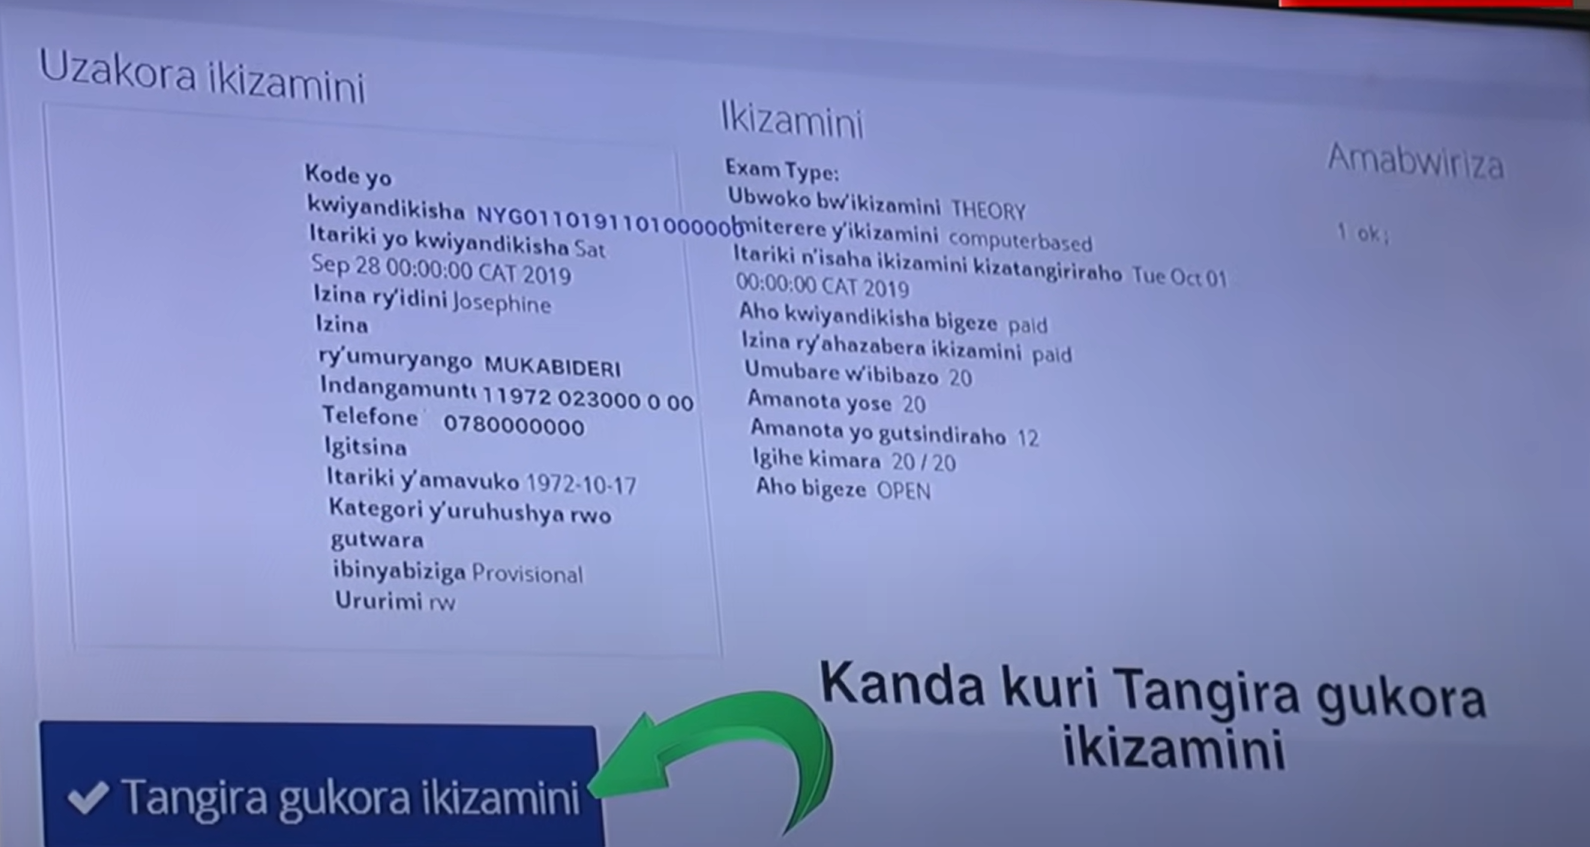 Uzakora ikizamini
Kode yo
kwiyandikisha NYG01101911010000
Itariki yo kwiyandikisha Sat
Sep 28 00:00:00 CAT 2019
Izina ry'idini Josephine
Izina
ry'umuryango MUKABIDERI
Indangamuntu 11972 023000 0 00
Telefone 0780000000
Igitsina
Itariki y'amavuko 1972-10-17
Kategori y'uruhushya rwo
gutwara
ibinyabiziga Provisional
Ururimi rw
Ikizamini
Exam Type:
Ubwoko bw'ikizamini THEORY
Imiterere y'ikizamini computerbased
Itariki n'isaha ikizamini kizatangiriraho Tue Oct 01
00:00:00 CAT 2019
Aho kwiyandikisha bigeze paid
Izina ry'ahazabera ikizamini paid
Umubare w'ibibazo 20
Amanota yose 20
Amanota yo gutsindiraho 12
Igihe kimara 20 / 20
Aho bigeze OPEN
Amabwiriza
1 ok;
Kanda kuri Tangira gukora
ikizamini
Tangira gukora ikizamini